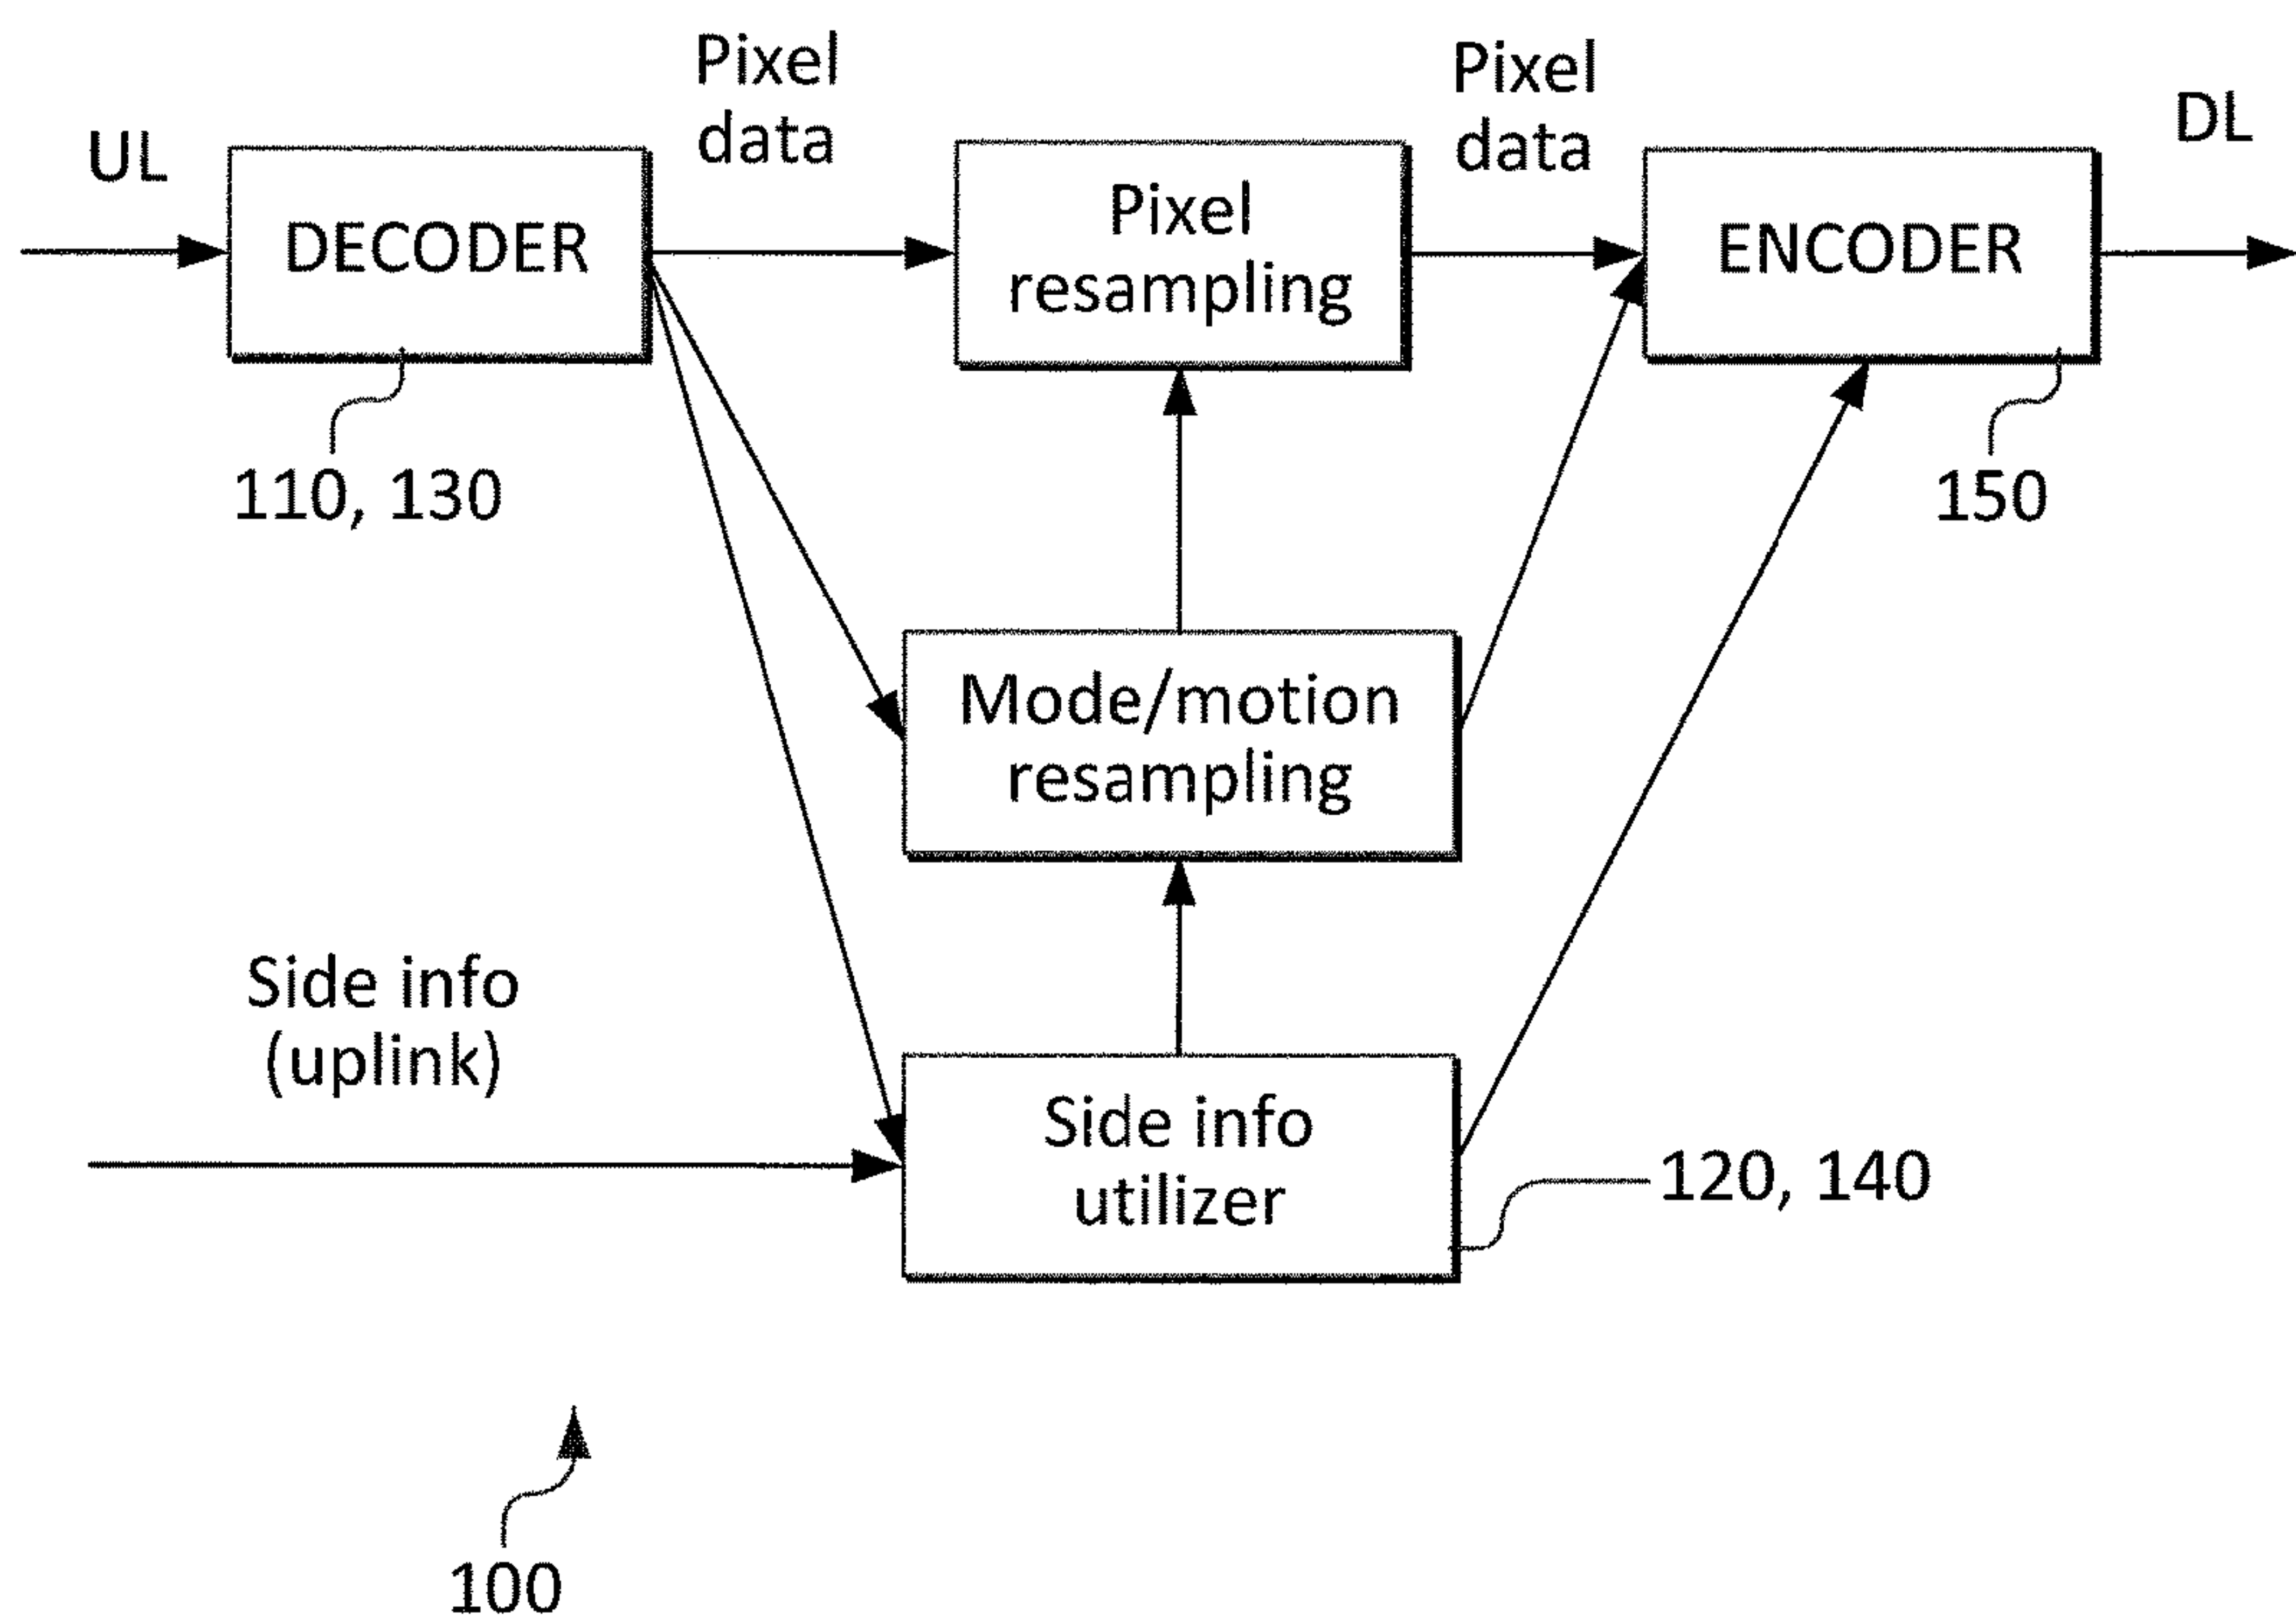 Pixel
data
Pixel
data
UL
DL
DECODER
Pixel
resampling
ENCODER
110, 130
150
Mode/motion
resampling
Side info
(uplink)
Side info
utilizer
120, 140
100